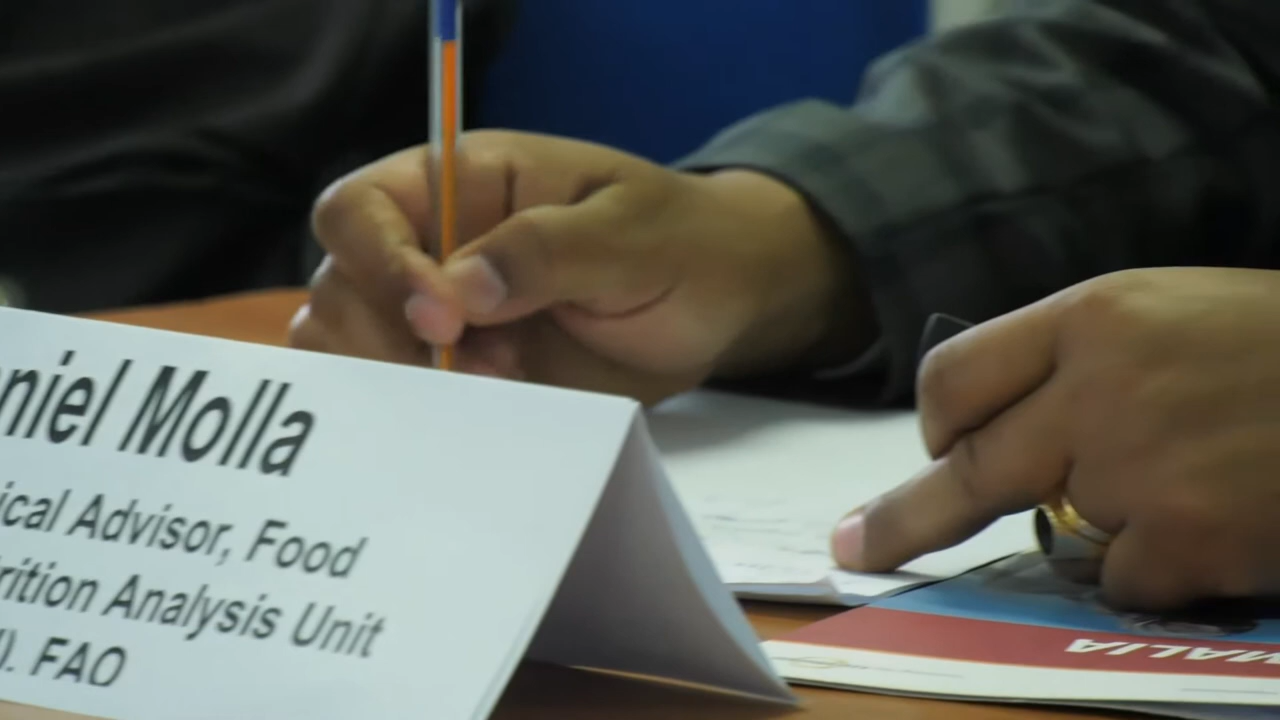 niel Molla
ical Advisor, Food
rition Analysis Unit
). FAO
MALIA